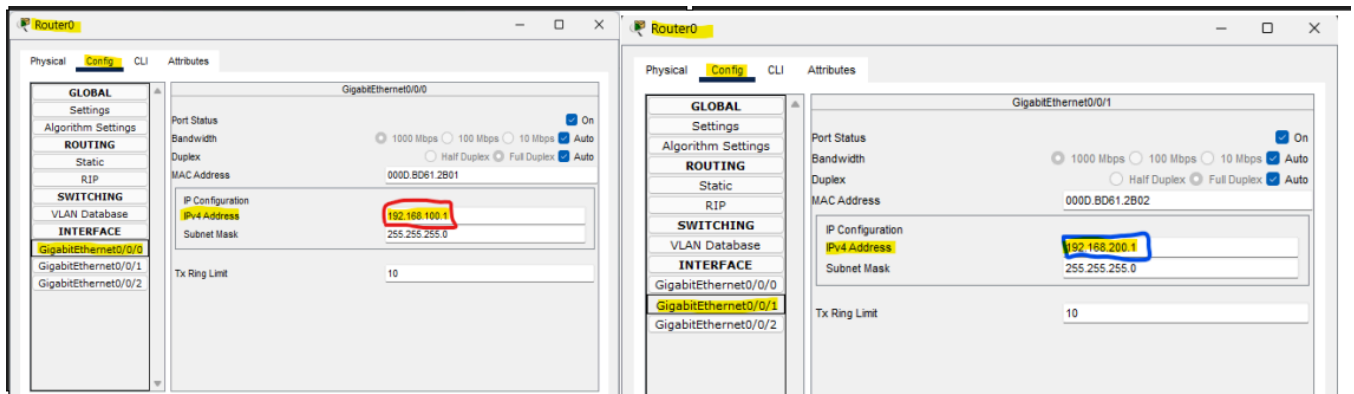 Router0
Physical Config CLI Attributes
GLOBAL
Settings
Algorithm Settings
ROUTING
Static
RIP
SWITCHING
VLAN Database
INTERFACE
GigabitEthernet0/0/0
GigabitEthernet0/0/1
GigabitEthernet0/0/2
GigabitEthernet0/0/0
Port Status On
Bandwidth 1000 Mbps 100 Mbps 10 Mbps Auto
Duplex Half Duplex Full Duplex Auto
MAC Address 000D.BD61.2B01
IP Configuration
IPv4 Address 192.168.100.1
Subnet Mask 255.255.255.0
Tx Ring Limit 10
Router0
Physical Config CLI Attributes
GLOBAL
Settings
Algorithm Settings
ROUTING
Static
RIP
SWITCHING
VLAN Database
INTERFACE
GigabitEthernet0/0/0
GigabitEthernet0/0/1
GigabitEthernet0/0/2
GigabitEthernet0/0/1
Port Status On
Bandwidth 1000 Mbps 100 Mbps 10 Mbps Auto
Duplex Half Duplex Full Duplex Auto
MAC Address 000D.BD61.2B02
IP Configuration
IPv4 Address 192.168.200.1
Subnet Mask 255.255.255.0
Tx Ring Limit 10